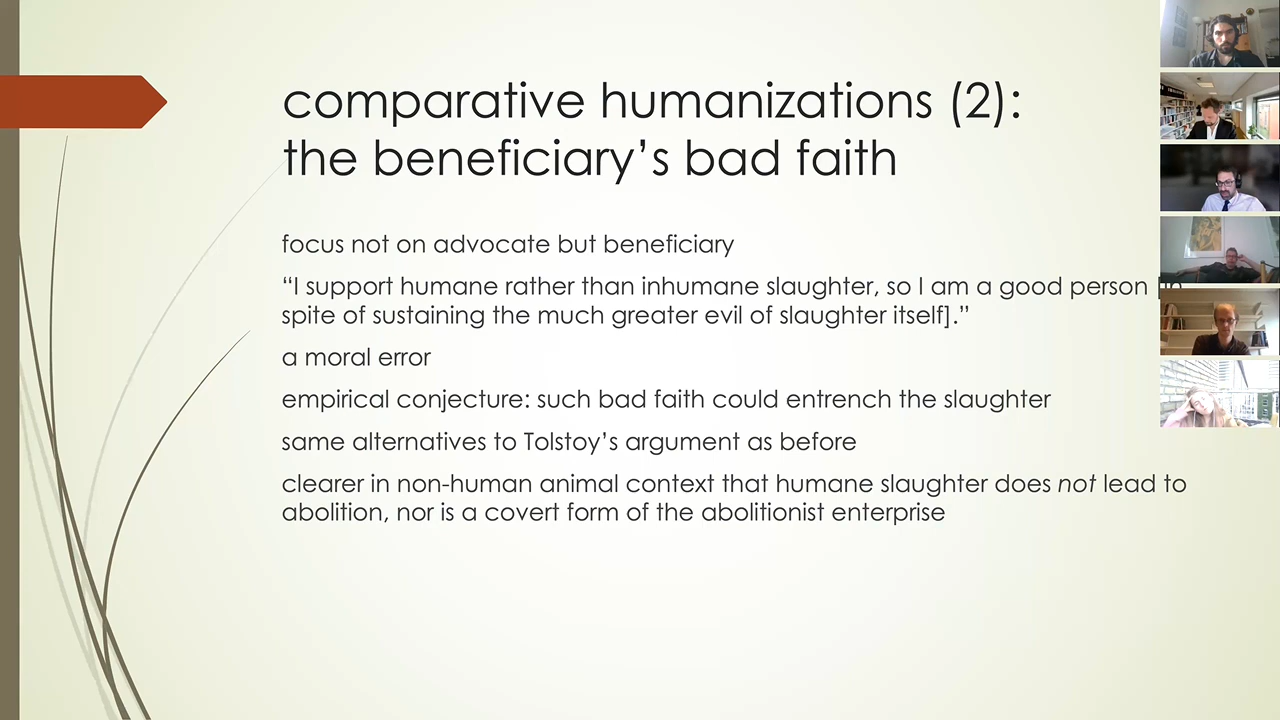 comparative humanizations (2):
the beneficiary’s bad faith
focus not on advocate but beneficiary
“I support humane rather than inhumane slaughter, so I am a good person [in
spite of sustaining the much greater evil of slaughter itself].”
a moral error
empirical conjecture: such bad faith could entrench the slaughter
same alternatives to Tolstoy’s argument as before
clearer in non-human animal context that humane slaughter does not lead to
abolition, nor is a covert form of the abolitionist enterprise